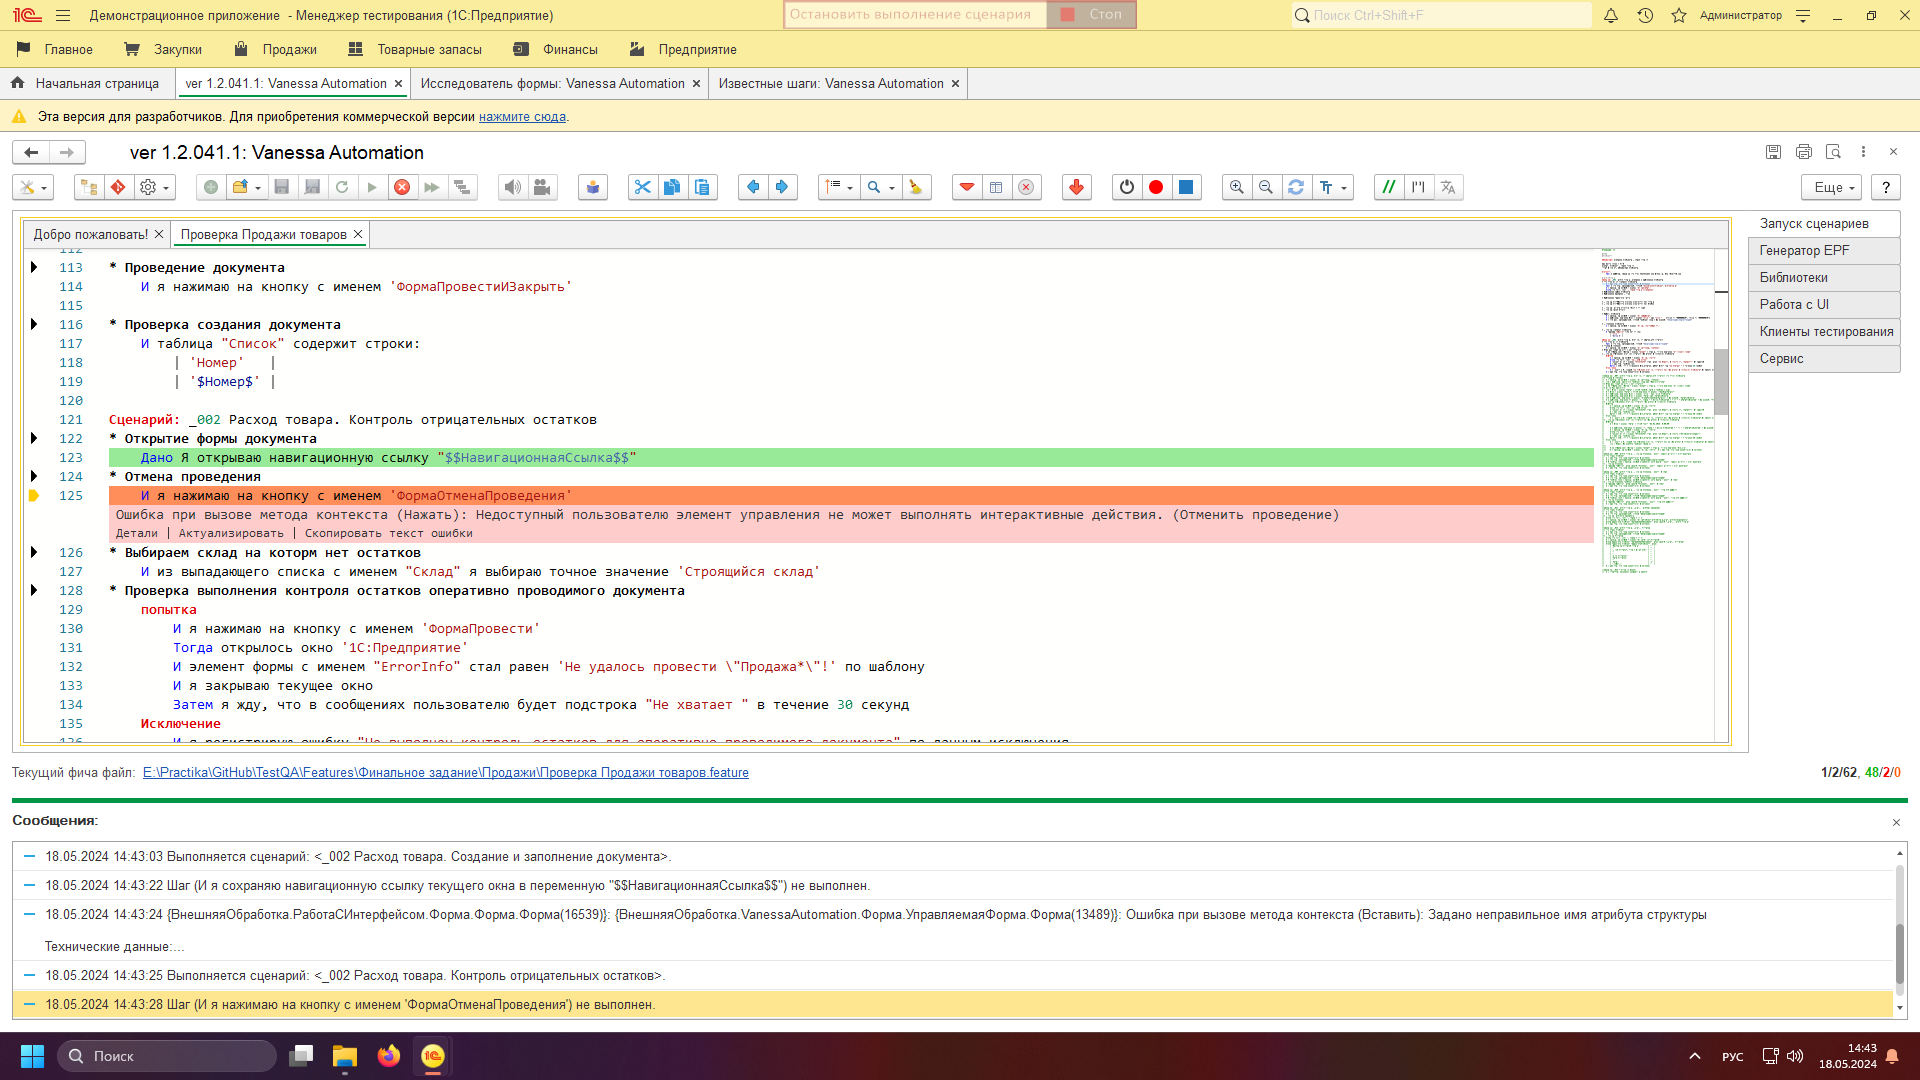 Демонстрационное приложение - Менеджер тестирования (1С:Предприятие)
Остановить выполнение сценария
Стоп
Поиск Ctrl+Shift+F
Администратор
Главное
Закупки
Продажи
Товарные запасы
Финансы
Предприятие
Начальная страница
ver 1.2.041.1: Vanessa Automation
Исследователь формы: Vanessa Automation
Известные шаги: Vanessa Automation
Эта версия для разработчиков. Для приобретения коммерческой версии нажмите сюда.
ver 1.2.041.1: Vanessa Automation
Еще
?
Добро пожаловать!
Проверка Продажи товаров
Запуск сценариев
Генератор EPF
Библиотеки
Работа с UI
Клиенты тестирования
Сервис
112
113 * Проведение документа
114 И я нажимаю на кнопку с именем 'ФормаПровестиИЗакрыть'
115
116 * Проверка создания документа
117 И таблица "Список" содержит строки:
118 | 'Номер' |
119 | '$Номер$' |
120
121 Сценарий: _002 Расход товара. Контроль отрицательных остатков
122 * Открытие формы документа
123 Дано Я открываю навигационную ссылку "$$НавигационнаяСсылка$$"
124 * Отмена проведения
125 И я нажимаю на кнопку с именем 'ФормаОтменаПроведения'
Ошибка при вызове метода контекста (Нажать): Недоступный пользователю элемент управления не может выполнять интерактивные действия. (Отменить проведение)
Детали | Актуализировать | Скопировать текст ошибки
126 * Выбираем склад на котором нет остатков
127 И из выпадающего списка с именем "Склад" я выбираю точное значение 'Строящийся склад'
128 * Проверка выполнения контроля остатков оперативно проводимого документа
129 попытка
130 И я нажимаю на кнопку с именем 'ФормаПровести'
131 Тогда открылось окно '1С:Предприятие'
132 И элемент формы с именем "ErrorInfo" стал равен 'Не удалось провести \"Продажа*\"!' по шаблону
133 И я закрываю текущее окно
134 Затем я жду, что в сообщениях пользователю будет подстрока "Не хватает " в течение 30 секунд
135 Исключение
136 И я регистрирую ошибку "Не выполнен контроль остатков для оперативно проводимого документа" по данным исключения
Текущий фича файл: E:\Practika\GitHub\TestQA\Features\Финальное задание\Продажи\Проверка Продажи товаров.feature
1/2/62, 48/2/0
Сообщения:
18.05.2024 14:43:03 Выполняется сценарий: <_002 Расход товара. Создание и заполнение документа>.
18.05.2024 14:43:22 Шаг (И я сохраняю навигационную ссылку текущего окна в переменную "$$НавигационнаяСсылка$$") не выполнен.
18.05.2024 14:43:24 {ВнешняяОбработка.РаботаСИнтерфейсом.Форма.Форма.Форма(16539)}: {ВнешняяОбработка.VanessaAutomation.Форма.УправляемаяФорма.Форма(13489)}: Ошибка при вызове метода контекста (Вставить): Задано неправильное имя атрибута структуры
Технические данные:...
18.05.2024 14:43:25 Выполняется сценарий: <_002 Расход товара. Контроль отрицательных остатков>.
18.05.2024 14:43:28 Шаг (И я нажимаю на кнопку с именем 'ФормаОтменаПроведения') не выполнен.
Поиск
РУС
14:43
18.05.2024